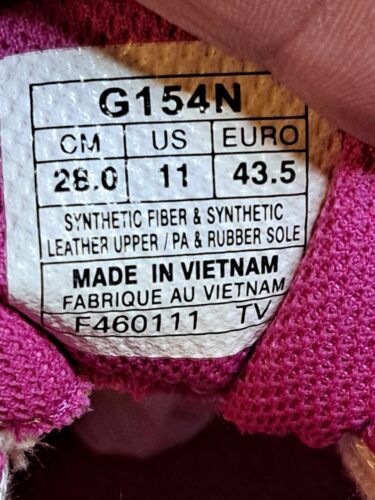 G154N
CM US EURO
28.0 11 43.5
SYNTHETIC FIBER & SYNTHETIC
LEATHER UPPER / PA & RUBBER SOLE
MADE IN VIETNAM
FABRIQUE AU VIETNAM
F460111 TV